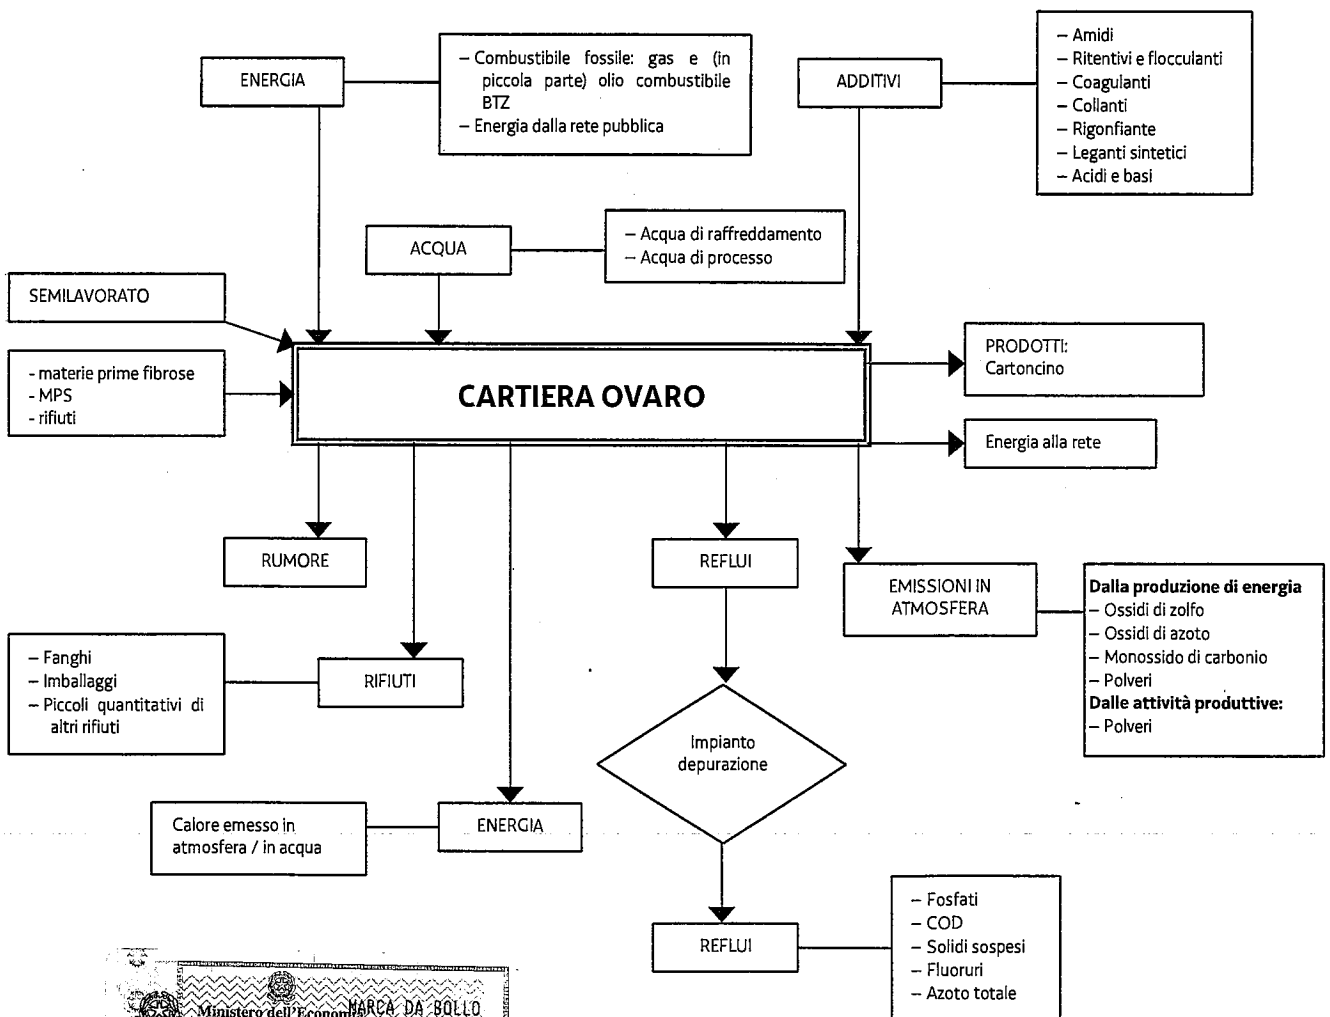 ENERGIA
– Combustibile fossile: gas e (in
piccola parte) olio combustibile
BTZ
– Energia dalla rete pubblica
ADDITIVI
– Amidi
– Ritentivi e flocculanti
– Coagulanti
– Collanti
– Rigonfiante
– Leganti sintetici
– Acidi e basi
ACQUA
– Acqua di raffreddamento
– Acqua di processo
SEMILAVORATO
- materie prime fibrose
- MPS
- rifiuti
CARTIERA OVARO
PRODOTTI:
Cartoncino
Energia alla rete
RUMORE
REFLUI
EMISSIONI IN
ATMOSFERA
Dalla produzione di energia
– Ossidi di zolfo
– Ossidi di azoto
– Monossido di carbonio
– Polveri
Dalle attività produttive:
– Polveri
– Fanghi
– Imballaggi
– Piccoli quantitativi di
altri rifiuti
RIFIUTI
Impianto
depurazione
Calore emesso in
atmosfera / in acqua
ENERGIA
REFLUI
– Fosfati
– COD
– Solidi sospesi
– Fluoruri
– Azoto totale
MARCA DA BOLLO
Ministero dell'Economia